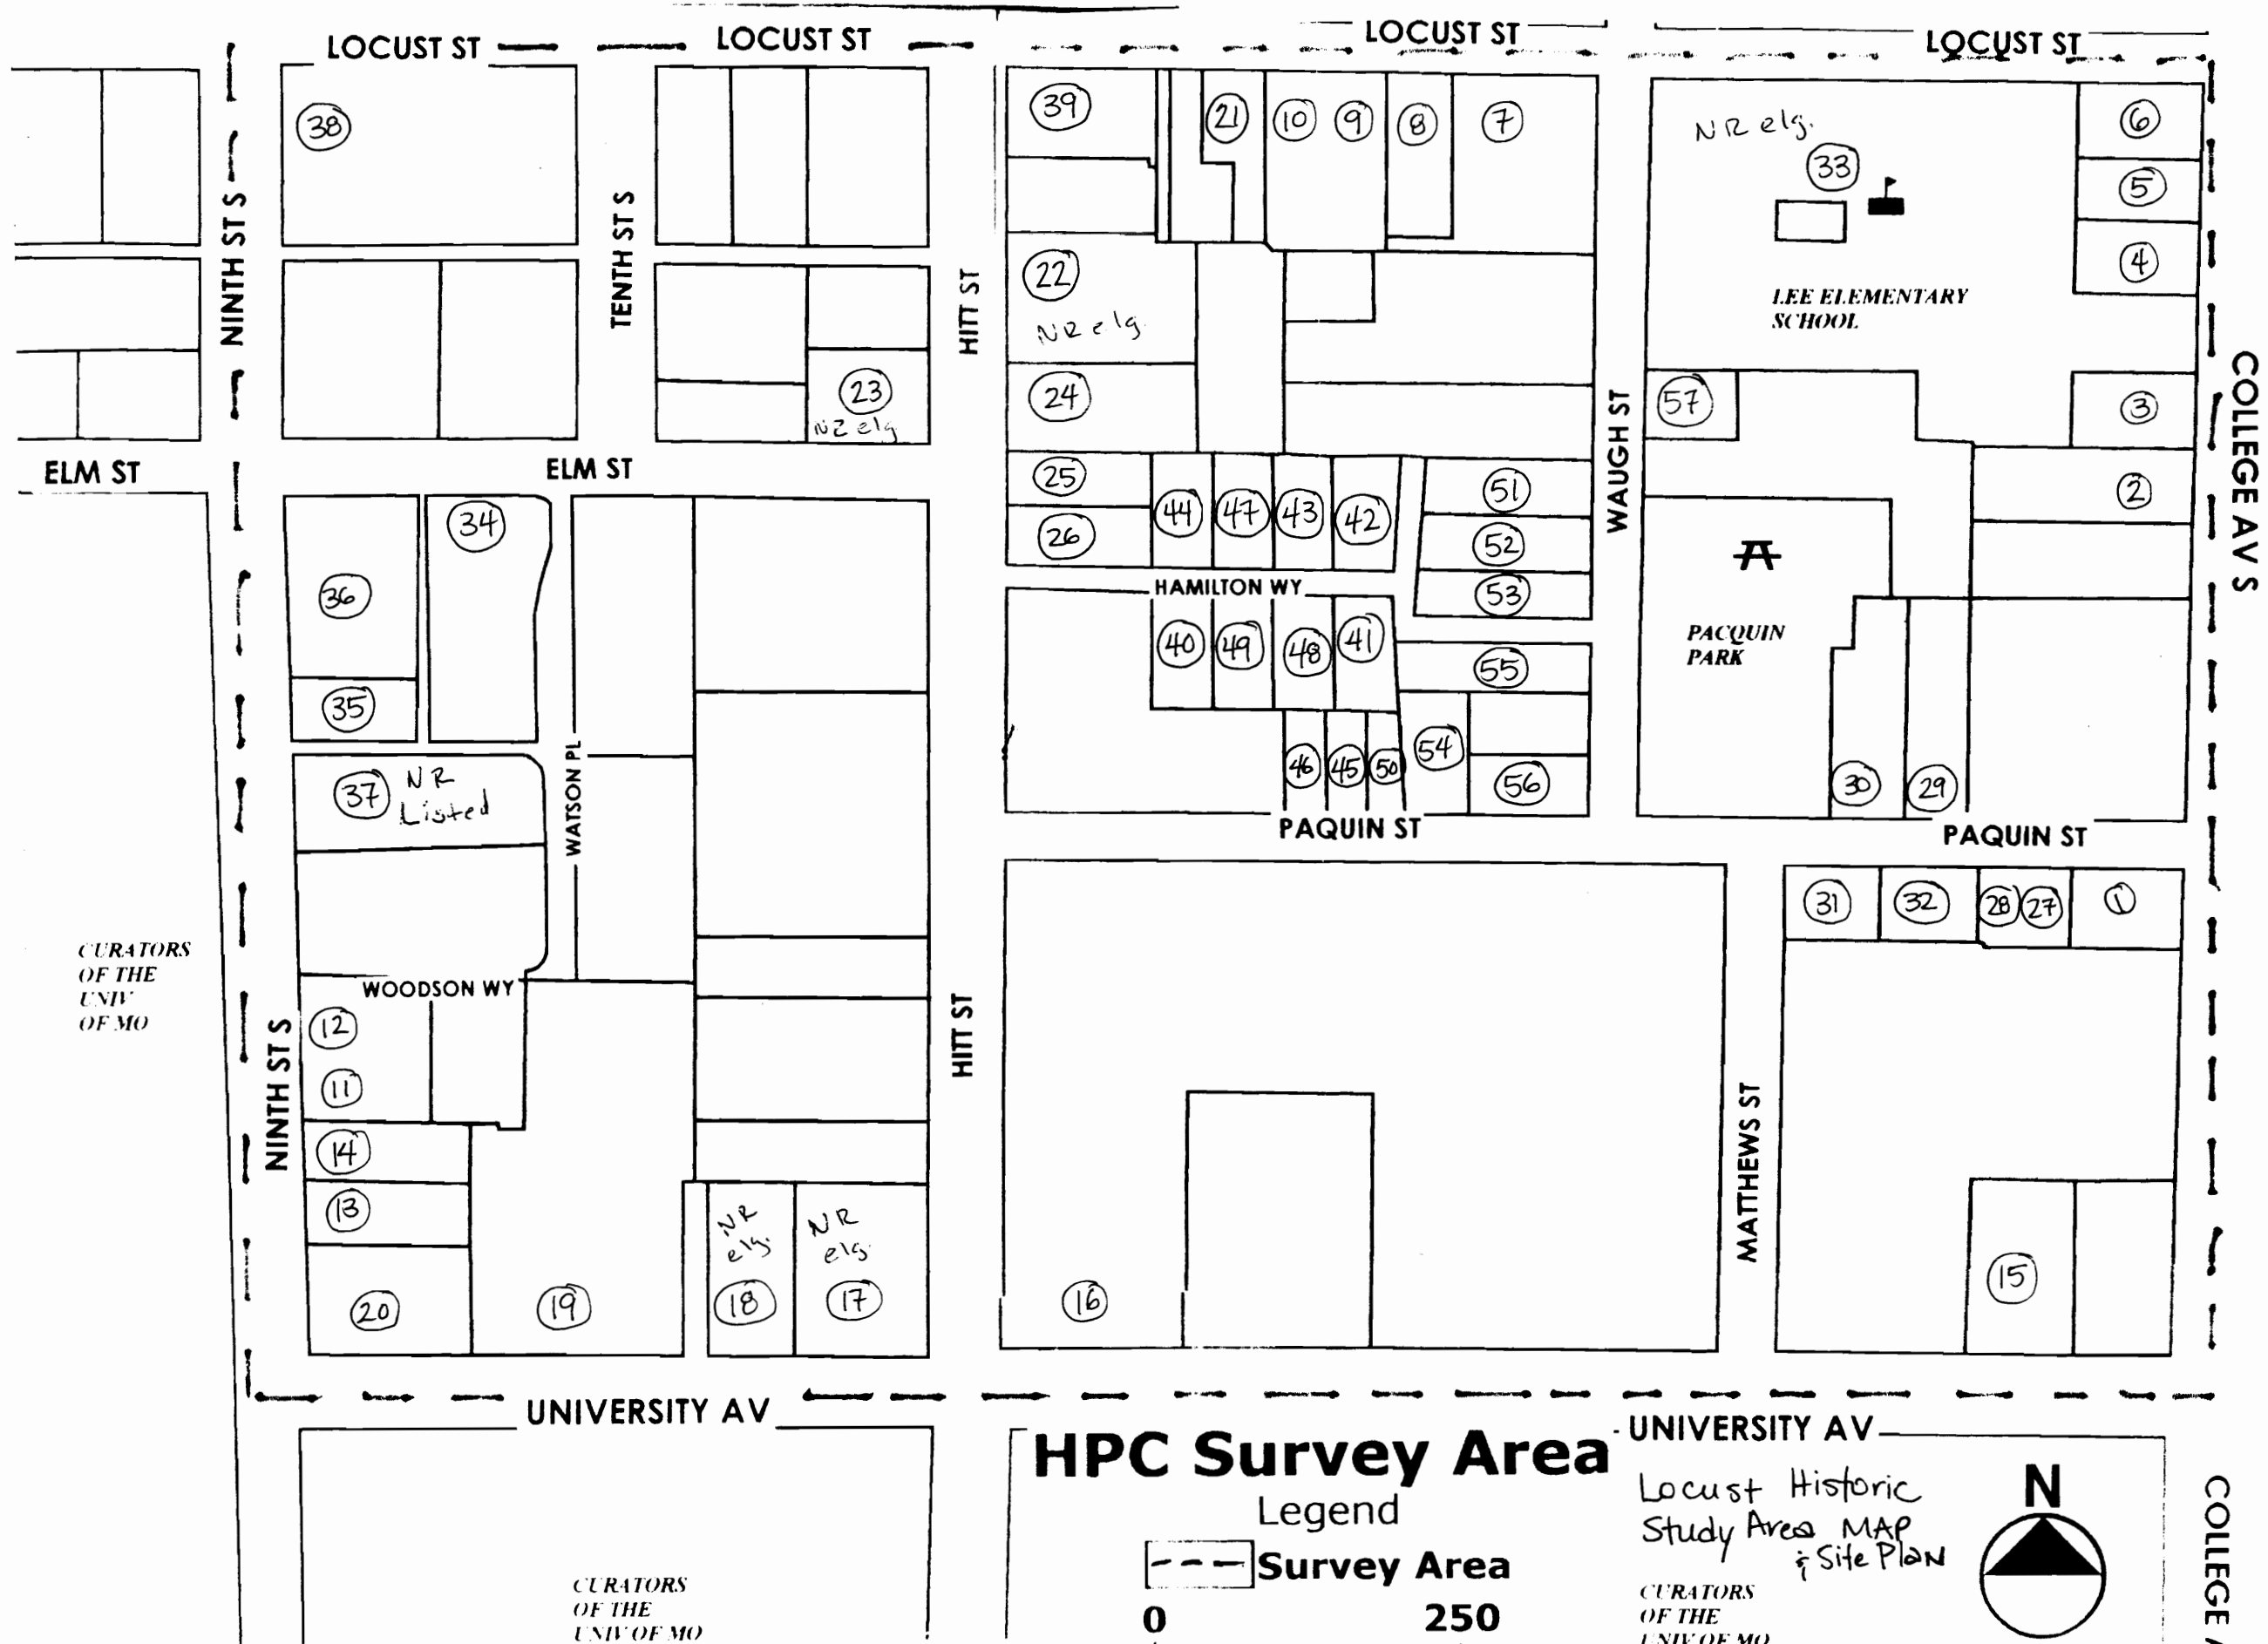 LOCUST ST
LOCUST ST
LOCUST ST
LOCUST ST
38
39
21
10
9
8
7
NR elg.
33
6
5
4
NINTH ST S
TENTH ST S
HITT ST
22
NR elg.
LEE ELEMENTARY
SCHOOL
23
NR elg
24
57
3
WAUGH ST
COLLEGE AV S
ELM ST
ELM ST
25
44
47
43
42
51
2
34
26
52
36
HAMILTON WY
53
40
49
48
41
55
PACQUIN
PARK
35
46
45
50
54
56
30
29
37
NR
Listed
WATSON PL
PAQUIN ST
PAQUIN ST
31
32
28
27
1
CURATORS
OF THE
UNIV
OF MO
WOODSON WY
12
11
NINTH ST S
HITT ST
14
13
MATTHEWS ST
NR
elg.
NR
elg.
20
19
18
17
16
15
UNIVERSITY AV
UNIVERSITY AV
HPC Survey Area
Legend
Survey Area
0 250
Locust Historic
Study Area MAP
& Site Plan
N
CURATORS
OF THE
UNIV OF MO
CURATORS
OF THE
UNIV OF MO
COLLEGE A